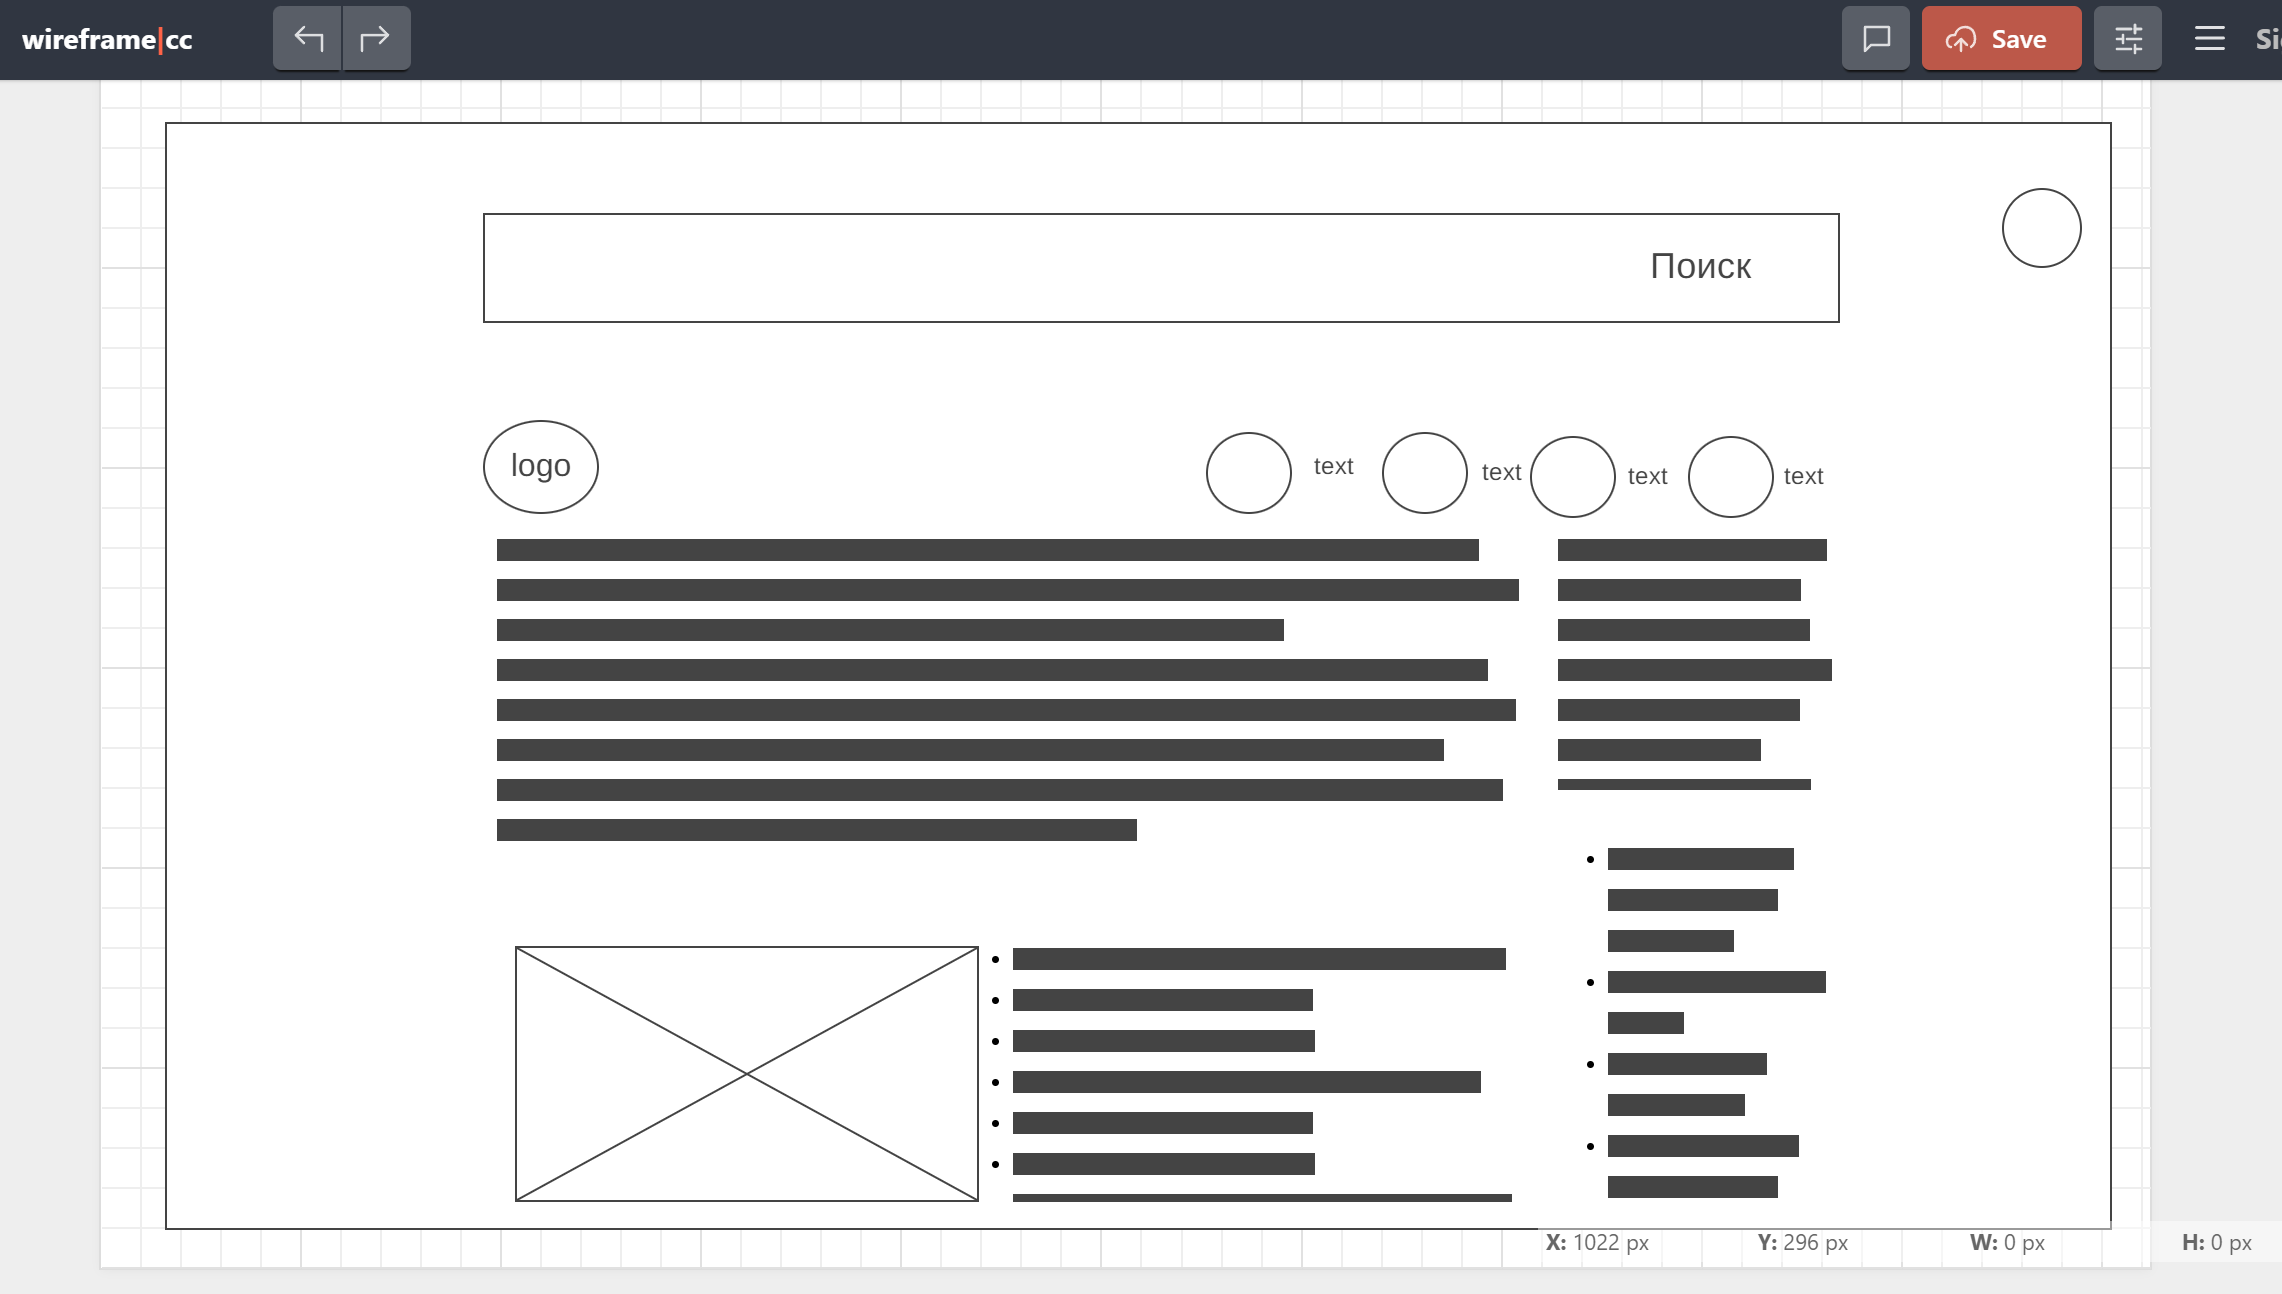 wireframe|cc
Save
Si
Поиск
logo
text
text
text
text
X: 1022 px Y: 296 px W: 0 px H: 0 px